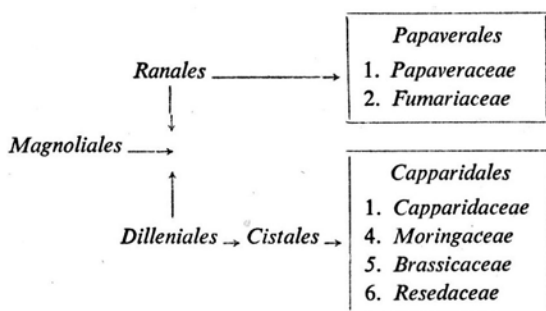 Papaverales
Ranales
1. Papaveraceae
2. Fumariaceae
Magnoliales
Capparidales
1. Capparidaceae
Dilleniales Cistales
4. Moringaceae
5. Brassicaceae
6. Resedaceae